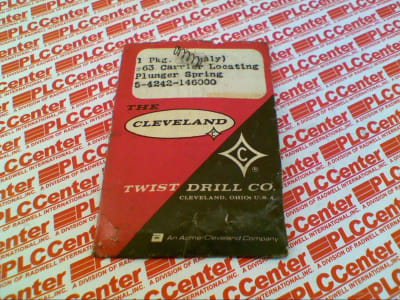 1 Pkg.
-63 Carrier Locating
Plunger Spring
5-4242-146000
THE
CLEVELAND
C
TWIST DRILL CO.
CLEVELAND, OHIO; U.S.A.
An Acme-Cleveland Company
PLCCenter
A DIVISION OF RADWELL INTERNATIONAL, INC.